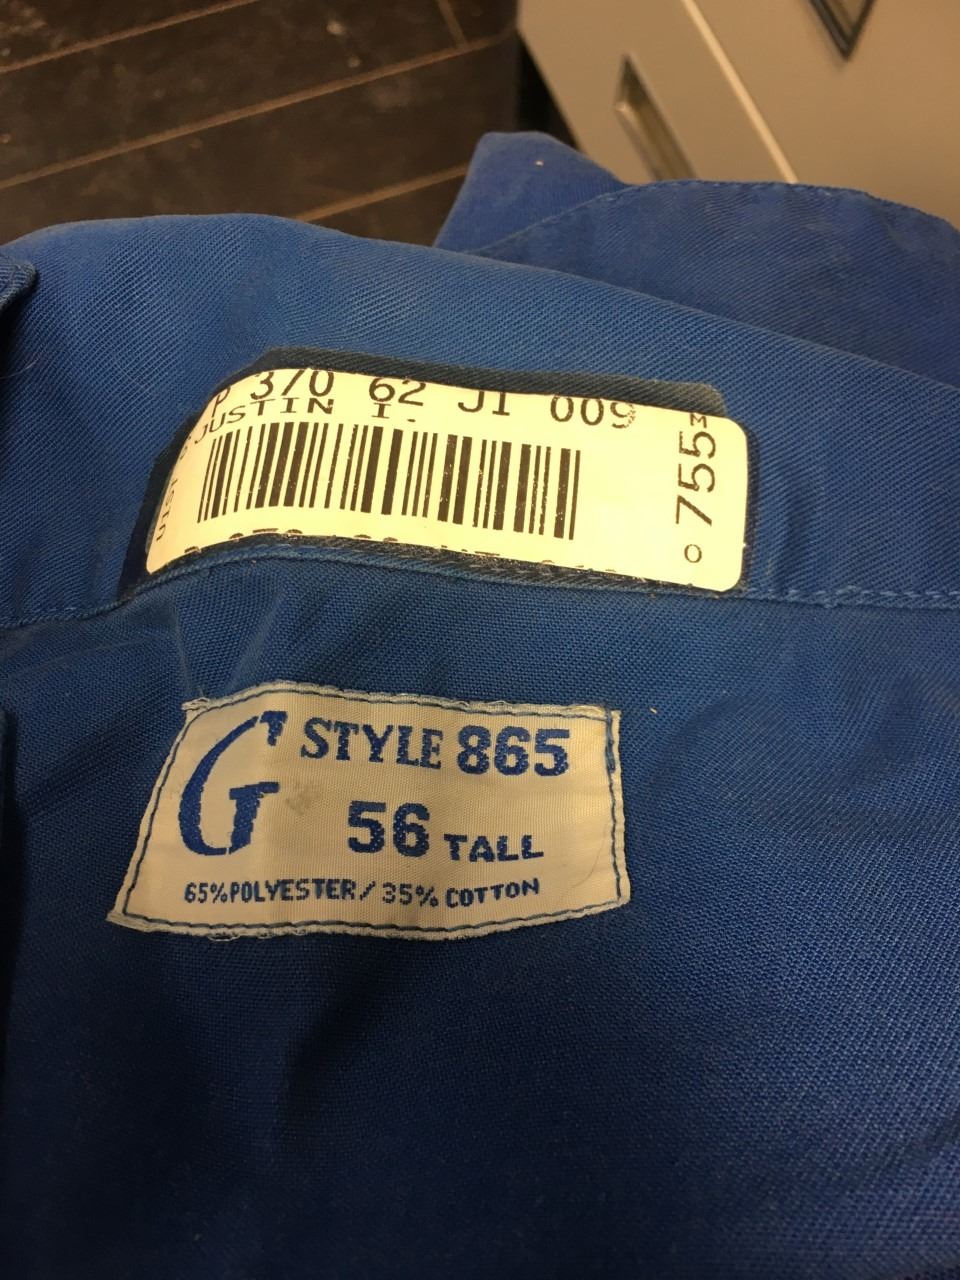 P 370 62 J1 009
JUSTIN I.
755
G STYLE 865
56 TALL
65% POLYESTER / 35% COTTON